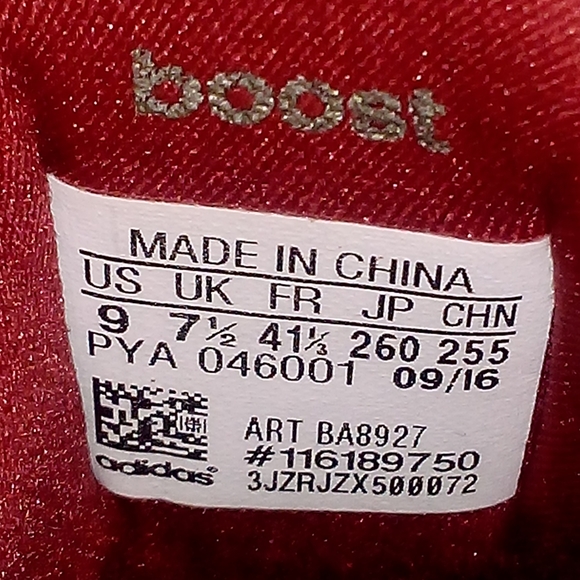 boost
MADE IN CHINA
US UK FR JP CHN
9 7½ 41⅓ 260 255
PYA 046001 09/16
ART BA8927
#116189750
adidas® 3JZRJZX500072